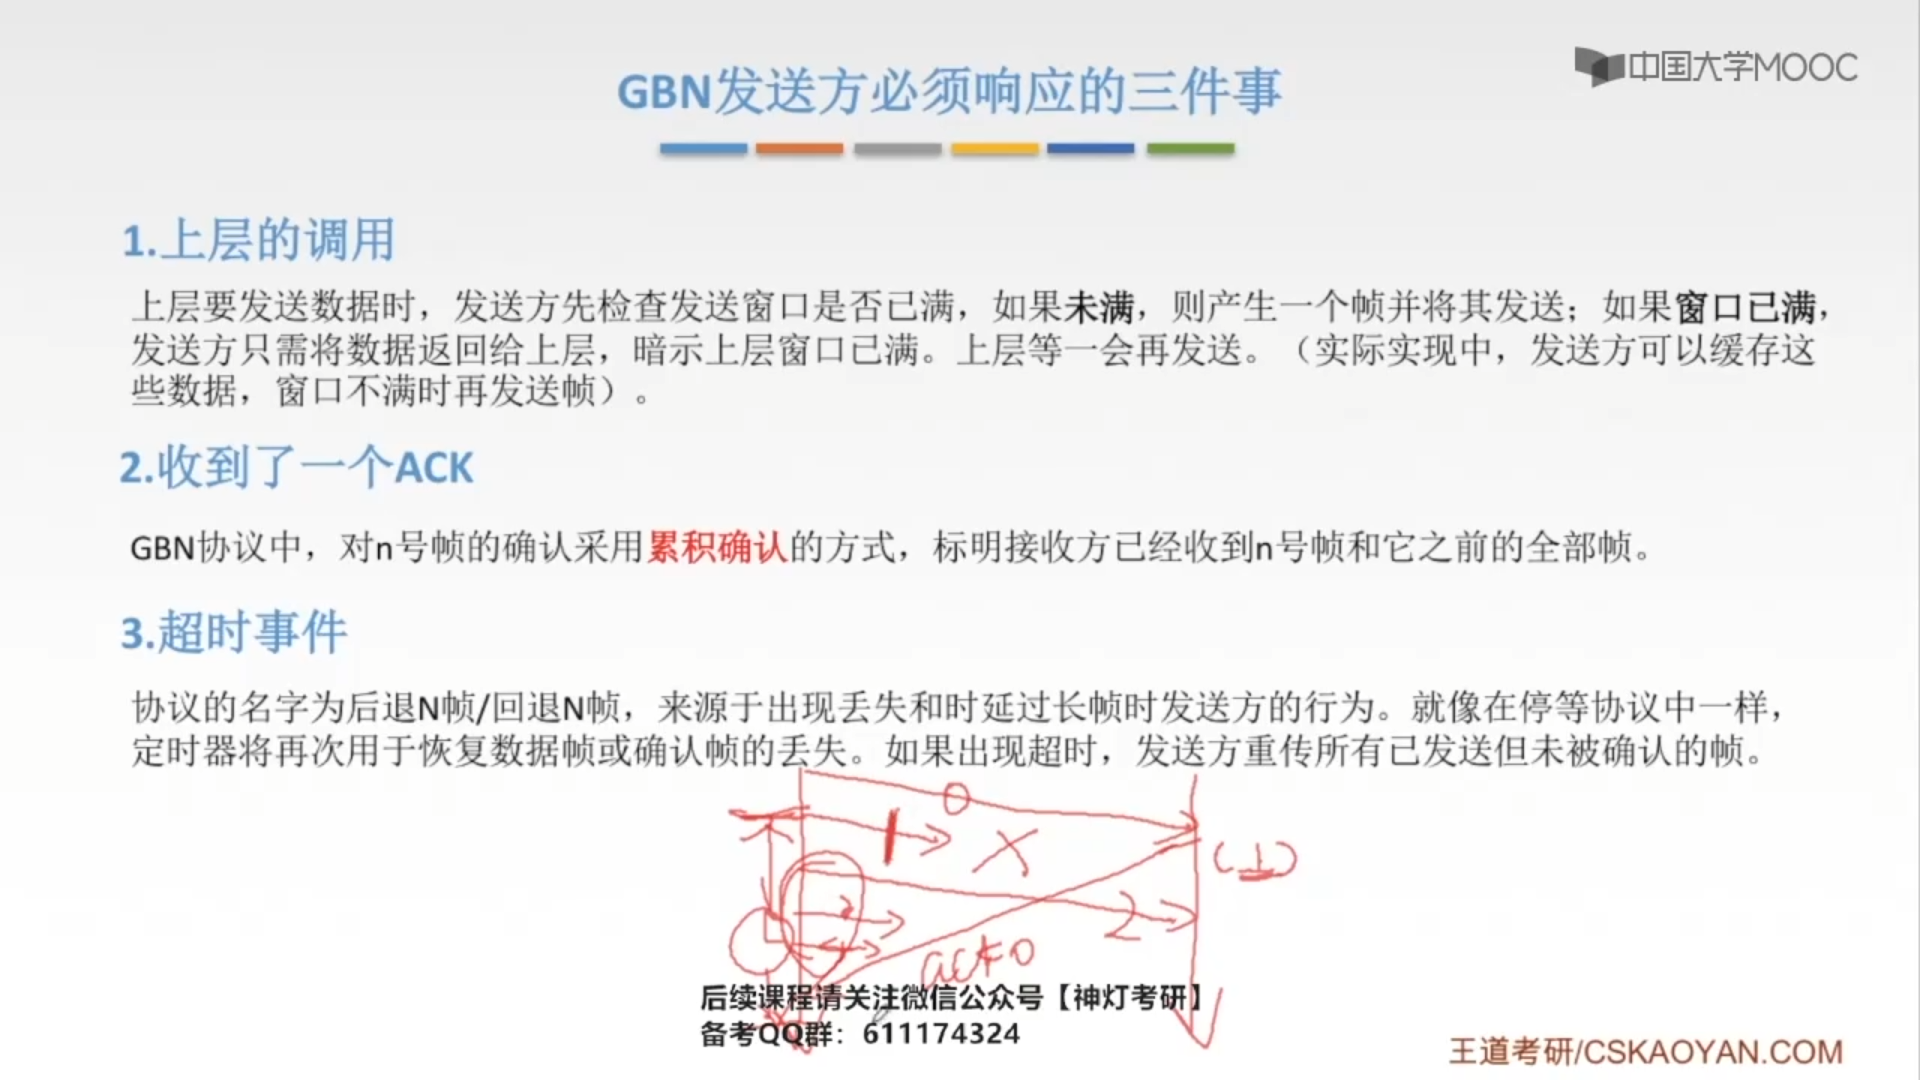 中国大学MOOC
GBN发送方必须响应的三件事
1.上层的调用
上层要发送数据时，发送方先检查发送窗口是否已满，如果未满，则产生一个帧并将其发送；如果窗口已满，
发送方只需将数据返回给上层，暗示上层窗口已满。上层等一会再发送。（实际实现中，发送方可以缓存这
些数据，窗口不满时再发送帧）。
2.收到了一个ACK
GBN协议中，对n号帧的确认采用累积确认的方式，标明接收方已经收到n号帧和它之前的全部帧。
3.超时事件
协议的名字为后退N帧/回退N帧，来源于出现丢失和时延过长帧时发送方的行为。就像在停等协议中一样，
定时器将再次用于恢复数据帧或确认帧的丢失。如果出现超时，发送方重传所有已发送但未被确认的帧。
0
1
(1)
2
ack0
后续课程请关注微信公众号【神灯考研】
备考QQ群：611174324
王道考研/CSKAOYAN.COM